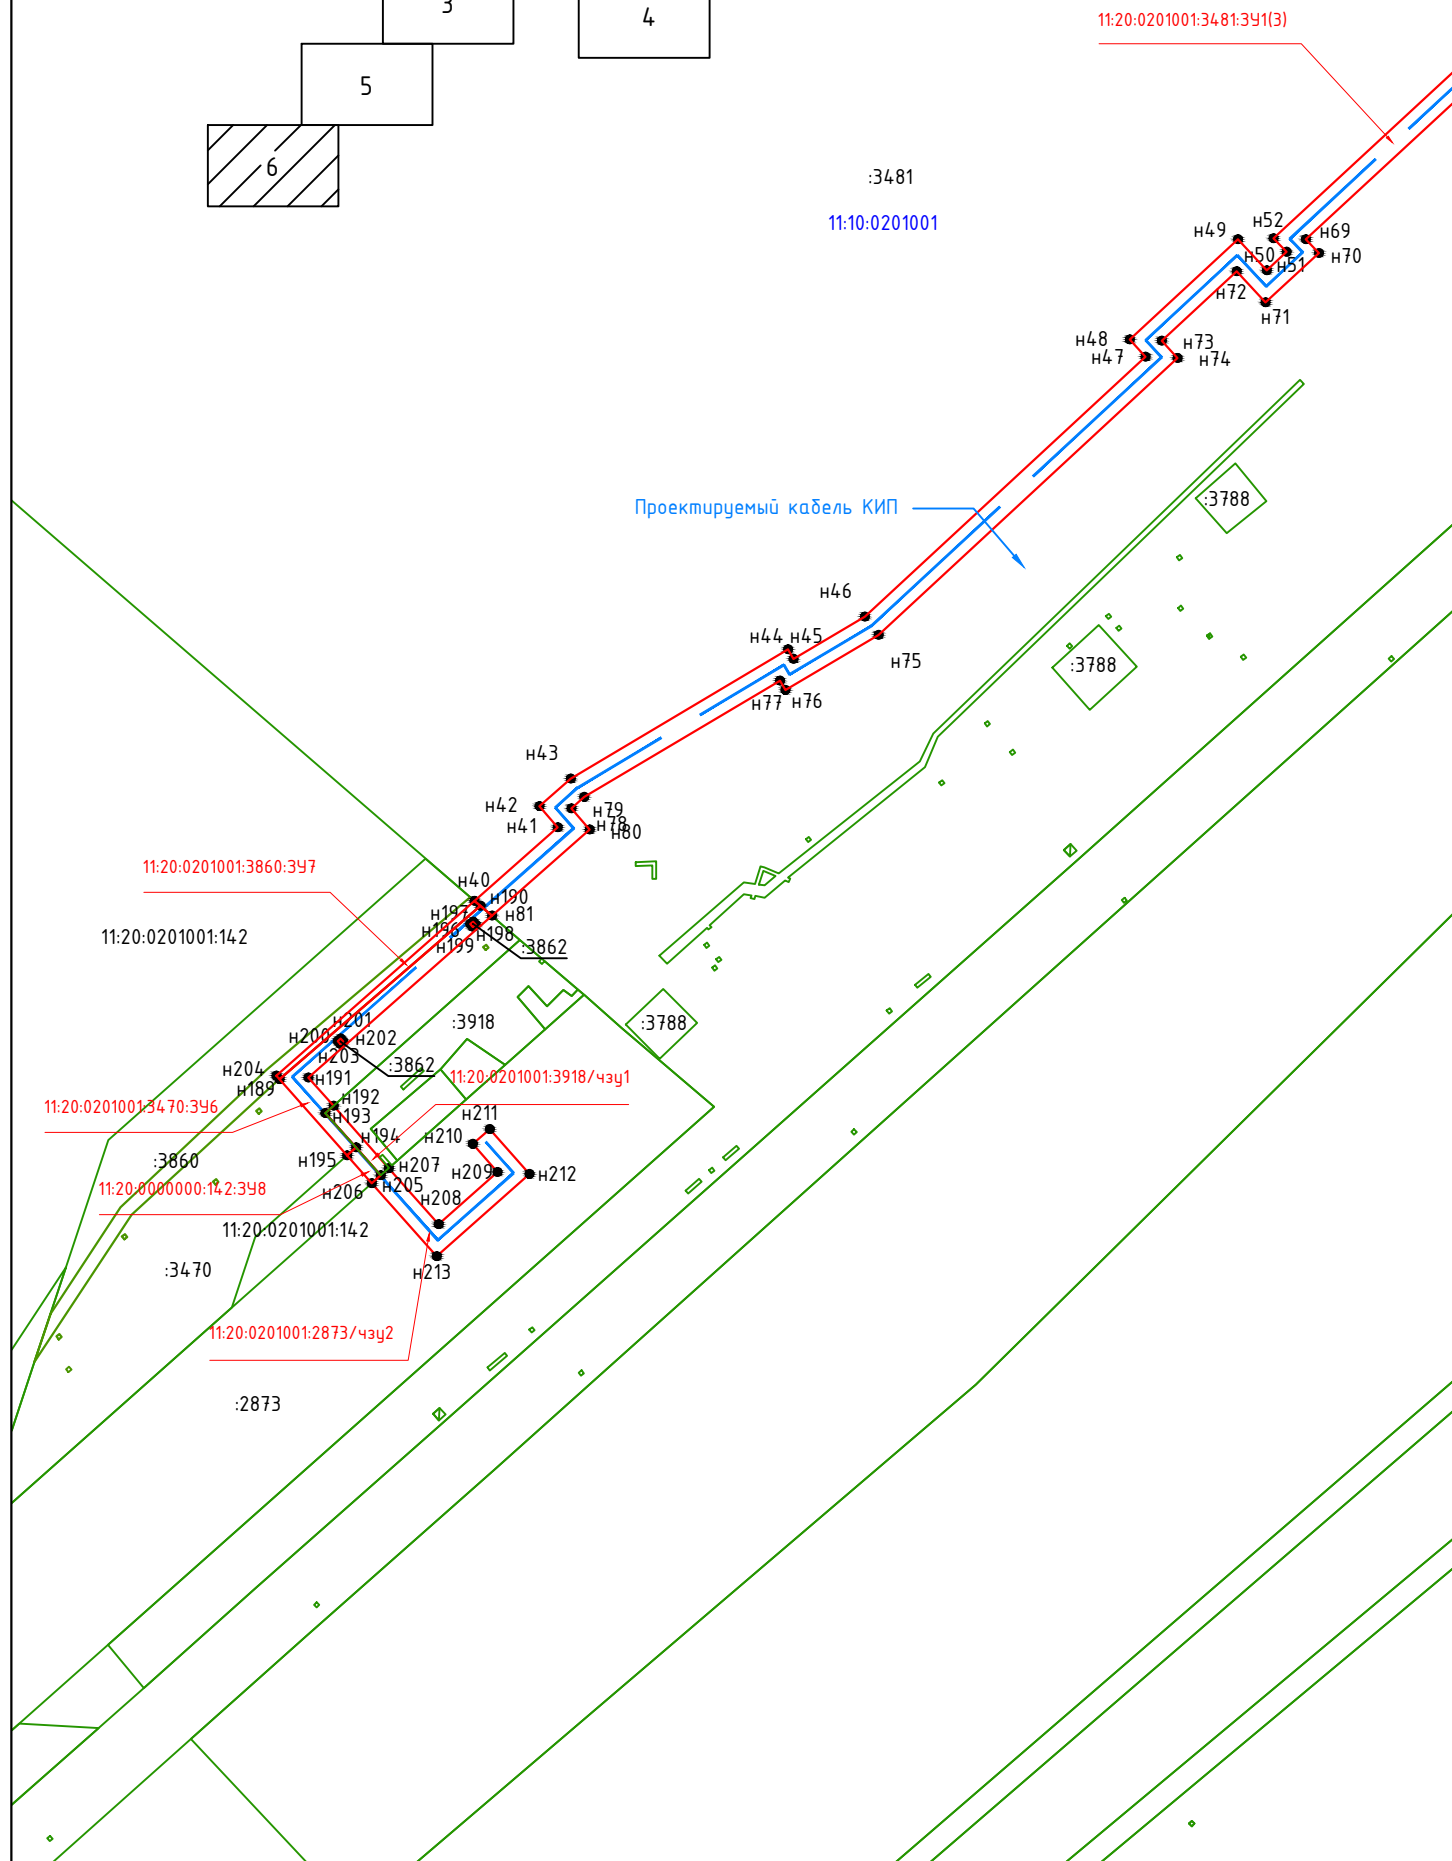 3
4
11:20:0201001:3481:ЗУ1(3)
5
6
:3481
11:10:0201001
н52
н49
н69
н50
н51
н70
н72
н71
н48
н73
н47
н74
:3788
Проектируемый кабель КИП
н46
н44
н45
н75
:3788
н77
н76
н43
н42
н79
н41
н78
н80
11:20:0201001:3860:ЗУ7
н40
н190
н197
н81
н196
н198
11:20:0201001:142
н199
:3862
н201
:3918
:3788
н200
н202
н203
:3862
н204
н191
11:20:0201001:3918/чзу1
н189
н192
11:20:0201001:3470:ЗУ6
н193
н211
н194
н210
н195
:3860
н207
н209
н212
11:20:0000000:142:ЗУ8
н205
н206
н208
11:20:0201001:142
:3470
н213
11:20:0201001:2873/чзу2
:2873